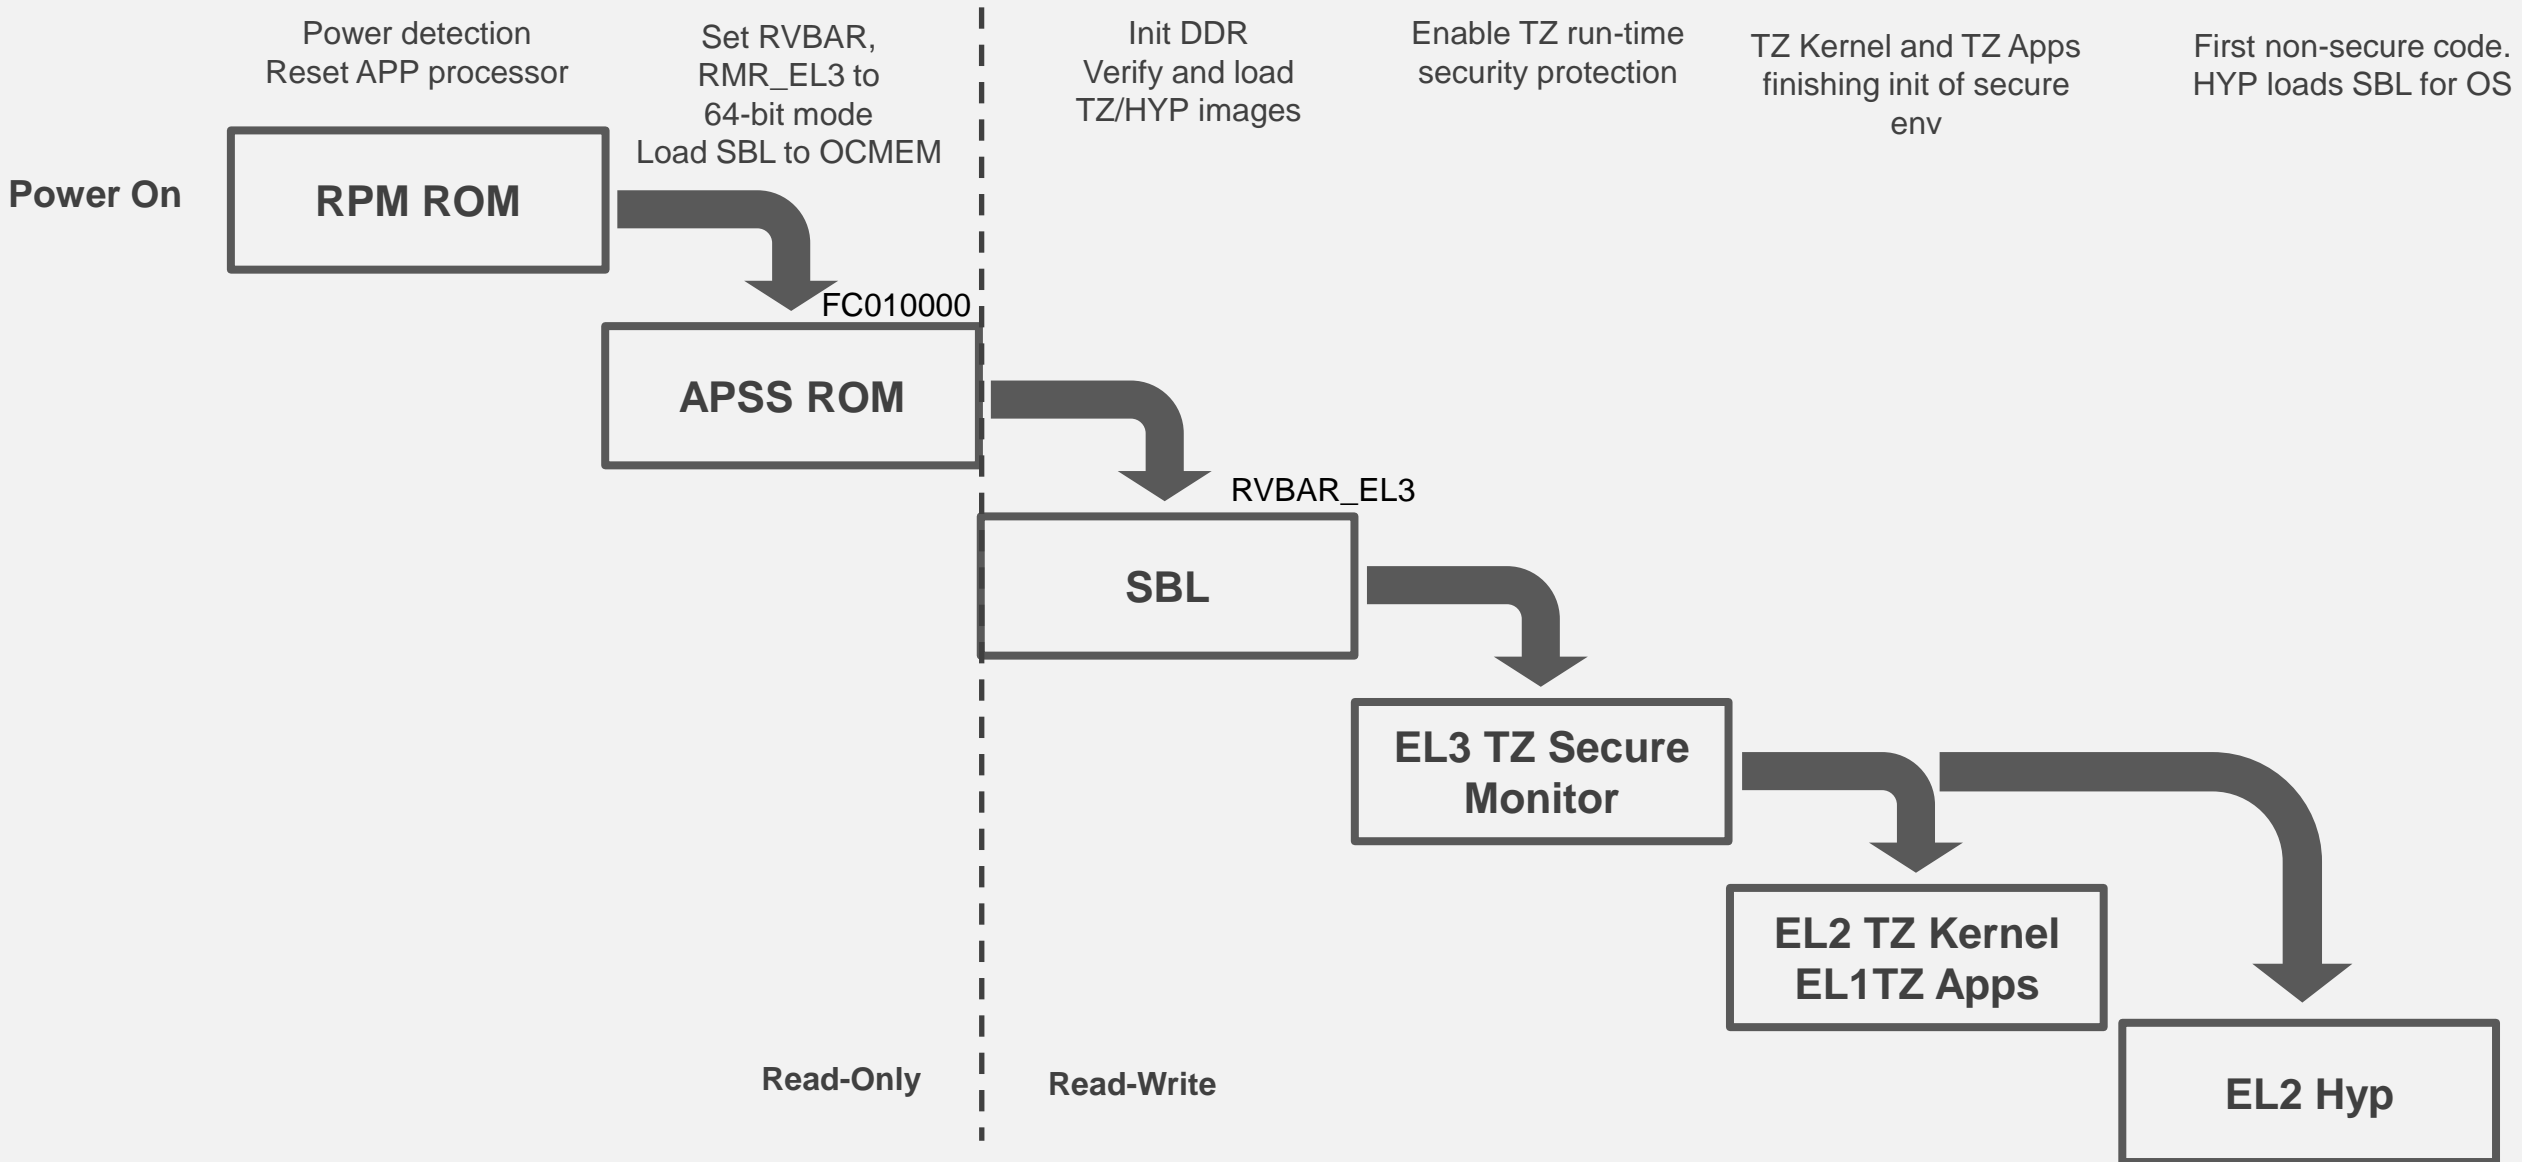 Power detection
Reset APP processor
Set RVBAR,
RMR_EL3 to
64-bit mode
Load SBL to OCMEM
Init DDR
Verify and load
TZ/HYP images
Enable TZ run-time
security protection
TZ Kernel and TZ Apps
finishing init of secure
env
First non-secure code.
HYP loads SBL for OS
Power On
RPM ROM
FC010000
APSS ROM
RVBAR_EL3
SBL
EL3 TZ Secure
Monitor
EL2 TZ Kernel
EL1TZ Apps
EL2 Hyp
Read-Only
Read-Write